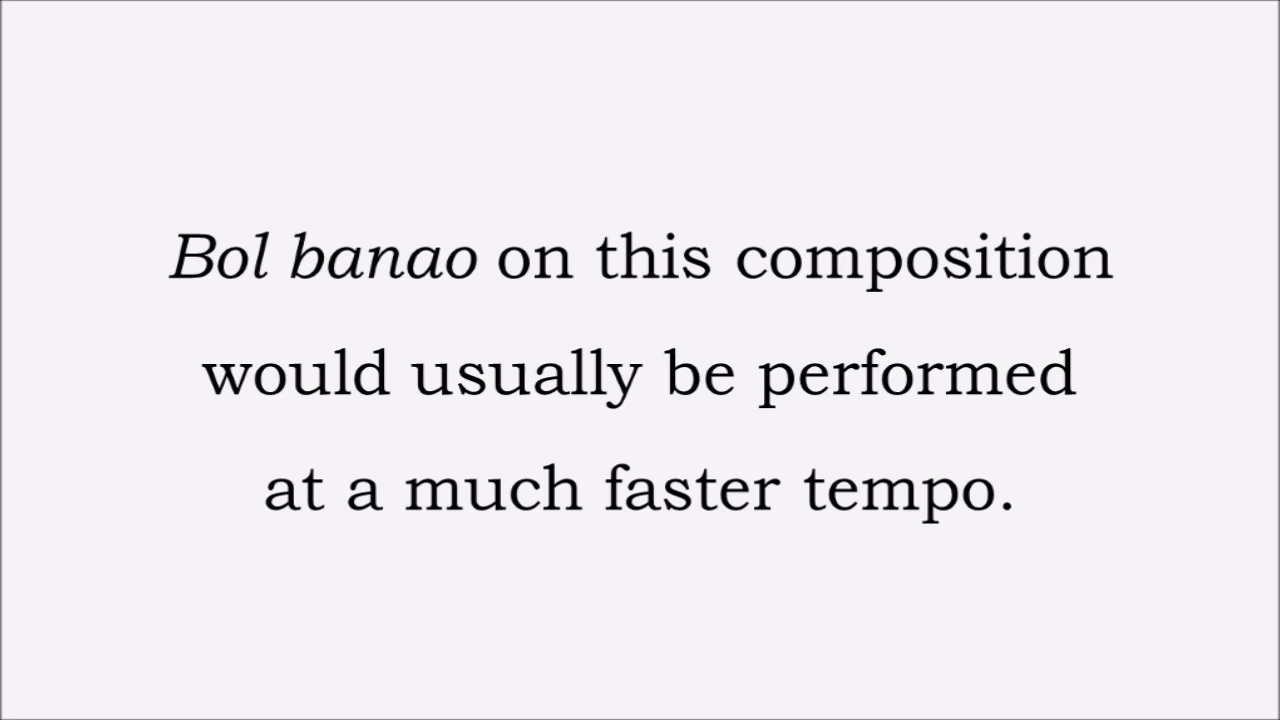 Bol banao on this composition
would usually be performed
at a much faster tempo.